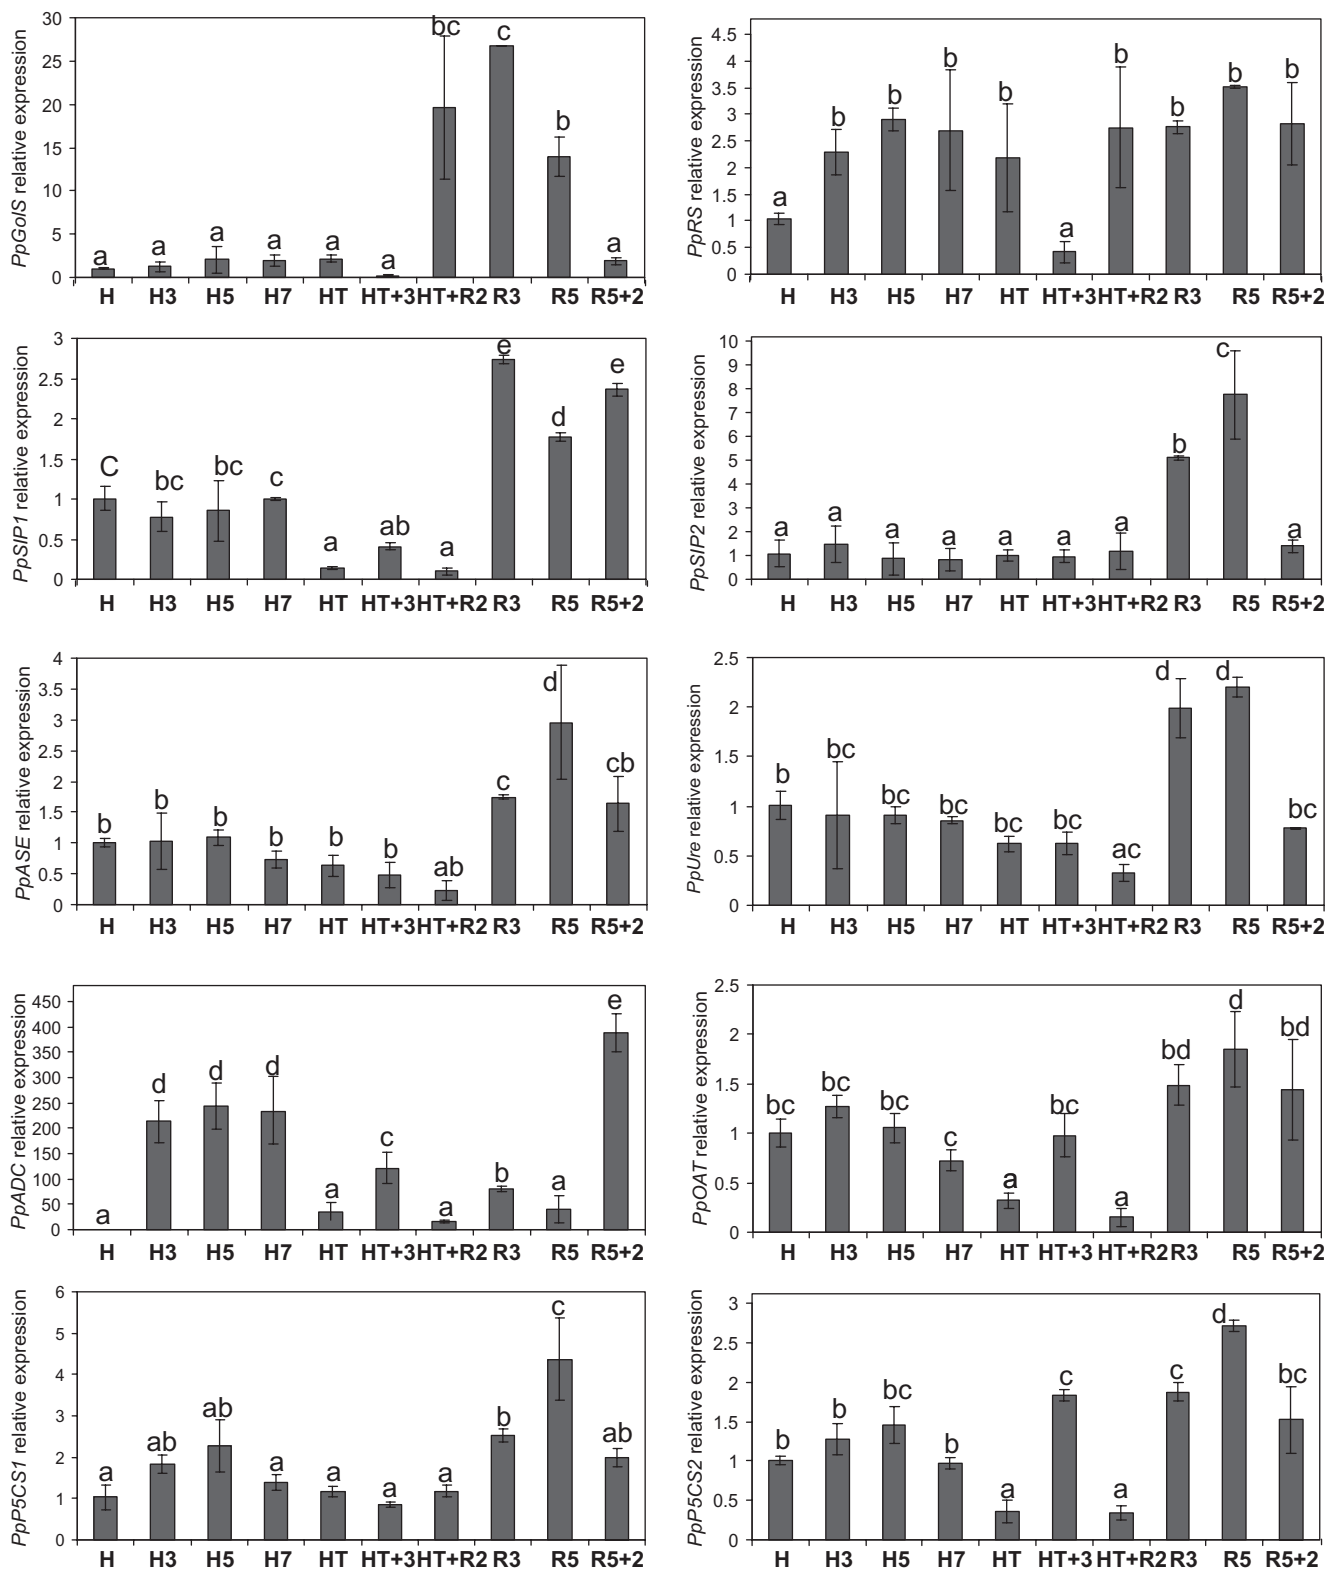 PpGolS relative expression
30
25
20
15
10
5
0
a a a a a a bc c b a
H H3 H5 H7 HT HT+3 HT+R2 R3 R5 R5+2
PpRS relative expression
4.5
4
3.5
3
2.5
2
1.5
1
0.5
0
a b b b b a b b b b
H H3 H5 H7 HT HT+3 HT+R2 R3 R5 R5+2
PpSIP1 relative expression
3
2.5
2
1.5
1
0.5
0
C bc bc c a ab a e d e
H H3 H5 H7 HT HT+3 HT+R2 R3 R5 R5+2
PpSIP2 relative expression
10
9
8
7
6
5
4
3
2
1
0
a a a a a a a b c a
H H3 H5 H7 HT HT+3 HT+R2 R3 R5 R5+2
PpASE relative expression
4
3.5
3
2.5
2
1.5
1
0.5
0
b b b b b b ab c d cb
H H3 H5 H7 HT HT+3 HT+R2 R3 R5 R5+2
PpUre relative expression
2.5
2
1.5
1
0.5
0
b bc bc bc bc bc ac d d bc
H H3 H5 H7 HT HT+3 HT+R2 R3 R5 R5+2
PpADC relative expression
450
400
350
300
250
200
150
100
50
0
a d d d a c a b a e
H H3 H5 H7 HT HT+3 HT+R2 R3 R5 R5+2
PpOAT relative expression
2.5
2
1.5
1
0.5
0
bc bc bc c a bc a bd d bd
H H3 H5 H7 HT HT+3 HT+R2 R3 R5 R5+2
PpP5CS1 relative expression
6
5
4
3
2
1
0
a ab ab a a a a b c ab
H H3 H5 H7 HT HT+3 HT+R2 R3 R5 R5+2
PpP5CS2 relative expression
3
2.5
2
1.5
1
0.5
0
b b bc b a c a c d bc
H H3 H5 H7 HT HT+3 HT+R2 R3 R5 R5+2